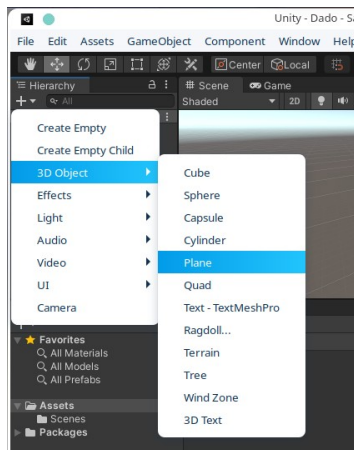 Unity - Dado - Sa
File Edit Assets GameObject Component Window Help
Center Local
Hierarchy # Scene Game
All Shaded 2D
Create Empty
Create Empty Child
3D Object
Effects
Light
Audio
Video
UI
Camera
Cube
Sphere
Capsule
Cylinder
Plane
Quad
Text - TextMeshPro
Ragdoll...
Terrain
Tree
Wind Zone
3D Text
Favorites
All Materials
All Models
All Prefabs
Assets
Scenes
Packages